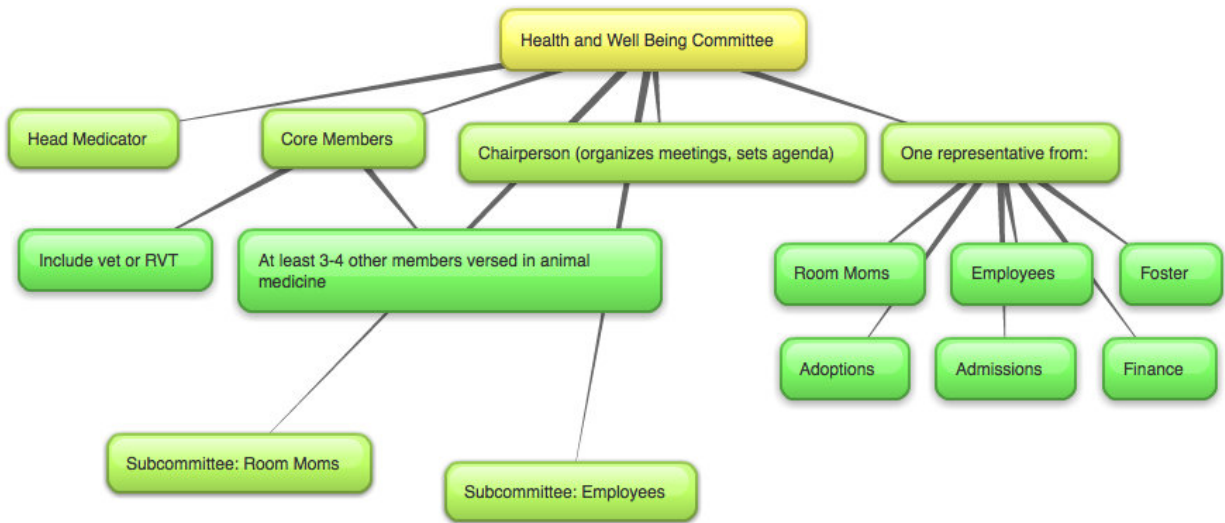 Health and Well Being Committee
Head Medicator
Core Members
Chairperson (organizes meetings, sets agenda)
One representative from:
Include vet or RVT
At least 3-4 other members versed in animal
medicine
Room Moms
Employees
Foster
Adoptions
Admissions
Finance
Subcommittee: Room Moms
Subcommittee: Employees